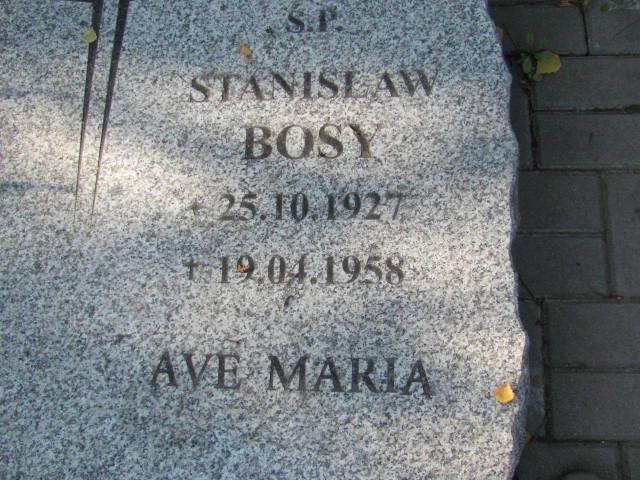 Ś.P.
STANISŁAW
BOSY
* 25.10.1927
† 19.04.1958
AVE MARIA